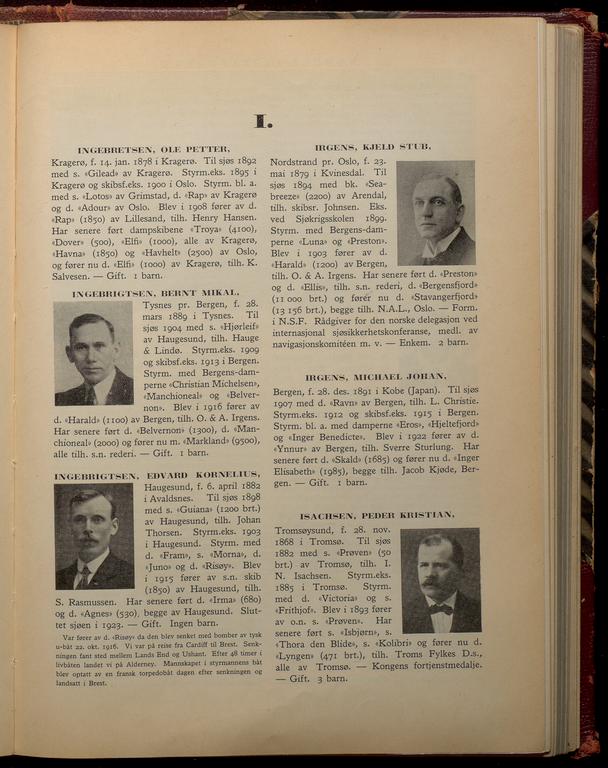 I.
INGEBRETSEN, OLE PETTER,
Kragerø, f. 14. jan. 1878 i Kragerø. Til sjøs 1892
med s. «Gilead» av Kragerø. Styrm.eks. 1895 i
Kragerø og skibsf.eks. 1900 i Oslo. Styrm. bl. a.
med s. «Lotos» av Grimstad, d. «Rap» av Kragerø
og d. «Adour» av Oslo. Blev i 1908 fører av d.
«Rap» (1850) av Lillesand, tilh. Henry Hansen.
Har senere ført dampskibene «Troya» (4100),
«Dover» (500), «Elfi» (1000), alle av Kragerø,
«Havna» (1850) og «Havhelt» (2500) av Oslo,
og fører nu d. «Elfi» (1000) av Kragerø, tilh. K.
Salvesen. — Gift. 1 barn.
INGEBRIGTSEN, BERNT MIKAL,
Tysnes pr. Bergen, f. 28.
mars 1889 i Tysnes. Til
sjøs 1904 med s. «Hjørleif»
av Haugesund, tilh. Hauge
& Lindø. Styrm.eks. 1909
og skibsf.eks. 1913 i Bergen.
Styrm. med Bergens-dam-
perne «Christian Michelsen»,
«Manchioneal» og «Belver-
non». Blev i 1916 fører av
d. «Harald» (1100) av Bergen, tilh. O. & A. Irgens.
Har senere ført d. «Belvernon» (1300), d. «Man-
chioneal» (2000) og fører nu m. «Markland» (9500),
alle tilh. s.n. rederi. — Gift. 1 barn.
INGEBRIGTSEN, EDVARD KORNELIUS,
Haugesund, f. 6. april 1882
i Avaldsnes. Til sjøs 1898
med s. «Guiana» (1200 brt.)
av Haugesund, tilh. Johan
Thorsen. Styrm.eks. 1903
i Haugesund. Styrm. med
d. «Fram», s. «Morna», d.
«Juno» og d. «Risøy». Blev
i 1915 fører av s.n. skib
(1850) av Haugesund, tilh.
S. Rasmussen. Har senere ført d. «Irma» (680)
og d. «Agnes» (530), begge av Haugesund. Slut-
tet sjøen i 1923. — Gift. Ingen barn.
Var fører av d. «Risøy» da den blev senket med bomber av tysk
u-båt 22. okt. 1916. Vi var på reise fra Cardiff til Brest. Senk-
ningen fant sted mellem Lands End og Ushant. Efter 48 timer i
livbåten landet vi på Alderney. Mannskapet i styrmannens båt
blev optatt av en fransk torpedobåt dagen efter senkningen og
landsatt i Brest.
IRGENS, KJELD STUB,
Nordstrand pr. Oslo, f. 23.
mai 1879 i Kvinesdal. Til
sjøs 1894 med bk. «Sea-
breeze» (2200) av Arendal,
tilh. skibsr. Johnsen. Eks.
ved Sjøkrigsskolen 1899.
Styrm. med Bergens-dam-
perne «Luna» og «Preston».
Blev i 1903 fører av d.
«Harald» (1200) av Bergen,
tilh. O. & A. Irgens. Har senere ført d. «Preston»
og d. «Ellis», tilh. s.n. rederi, d. «Bergensfjord»
(11 000 brt.) og fører nu d. «Stavangerfjord»
(13 156 brt.), begge tilh. N.A.L., Oslo. — Form.
i N.S.F. Rådgiver for den norske delegasjon ved
internasjonal sjøsikkerhetskonferanse, medl. av
navigasjonskomitéen m. v. — Enkem. 2 barn.
IRGENS, MICHAEL JOHAN,
Bergen, f. 28. des. 1891 i Kobe (Japan). Til sjøs
1907 med d. «Ravn» av Bergen, tilh. L. Christie.
Styrm.eks. 1912 og skibsf.eks. 1915 i Bergen.
Styrm. bl. a. med damperne «Eros», «Hjeltefjord»
og «Inger Benedicte». Blev i 1922 fører av d.
«Ynnur» av Bergen, tilh. Sverre Sturlung. Har
senere ført d. «Skald» (1685) og fører nu d. «Inger
Elisabeth» (1985), begge tilh. Jacob Kjøde, Ber-
gen. — Gift. 1 barn.
ISACHSEN, PEDER KRISTIAN,
Tromsøysund, f. 28. nov.
1868 i Tromsø. Til sjøs
1882 med s. «Prøven» (50
brt.) av Tromsø, tilh. I.
N. Isachsen. Styrm.eks.
1885 i Tromsø. Styrm.
med d. «Victoria» og s.
«Frithjof». Blev i 1893 fører
av o.n. s. «Prøven». Har
senere ført s. «Isbjørn», s.
«Thora den Blide», s. «Kolibri» og fører nu d.
«Lyngen» (471 brt.), tilh. Troms Fylkes D.s.,
alle av Tromsø. — Kongens fortjenstmedalje.
— Gift. 3 barn.